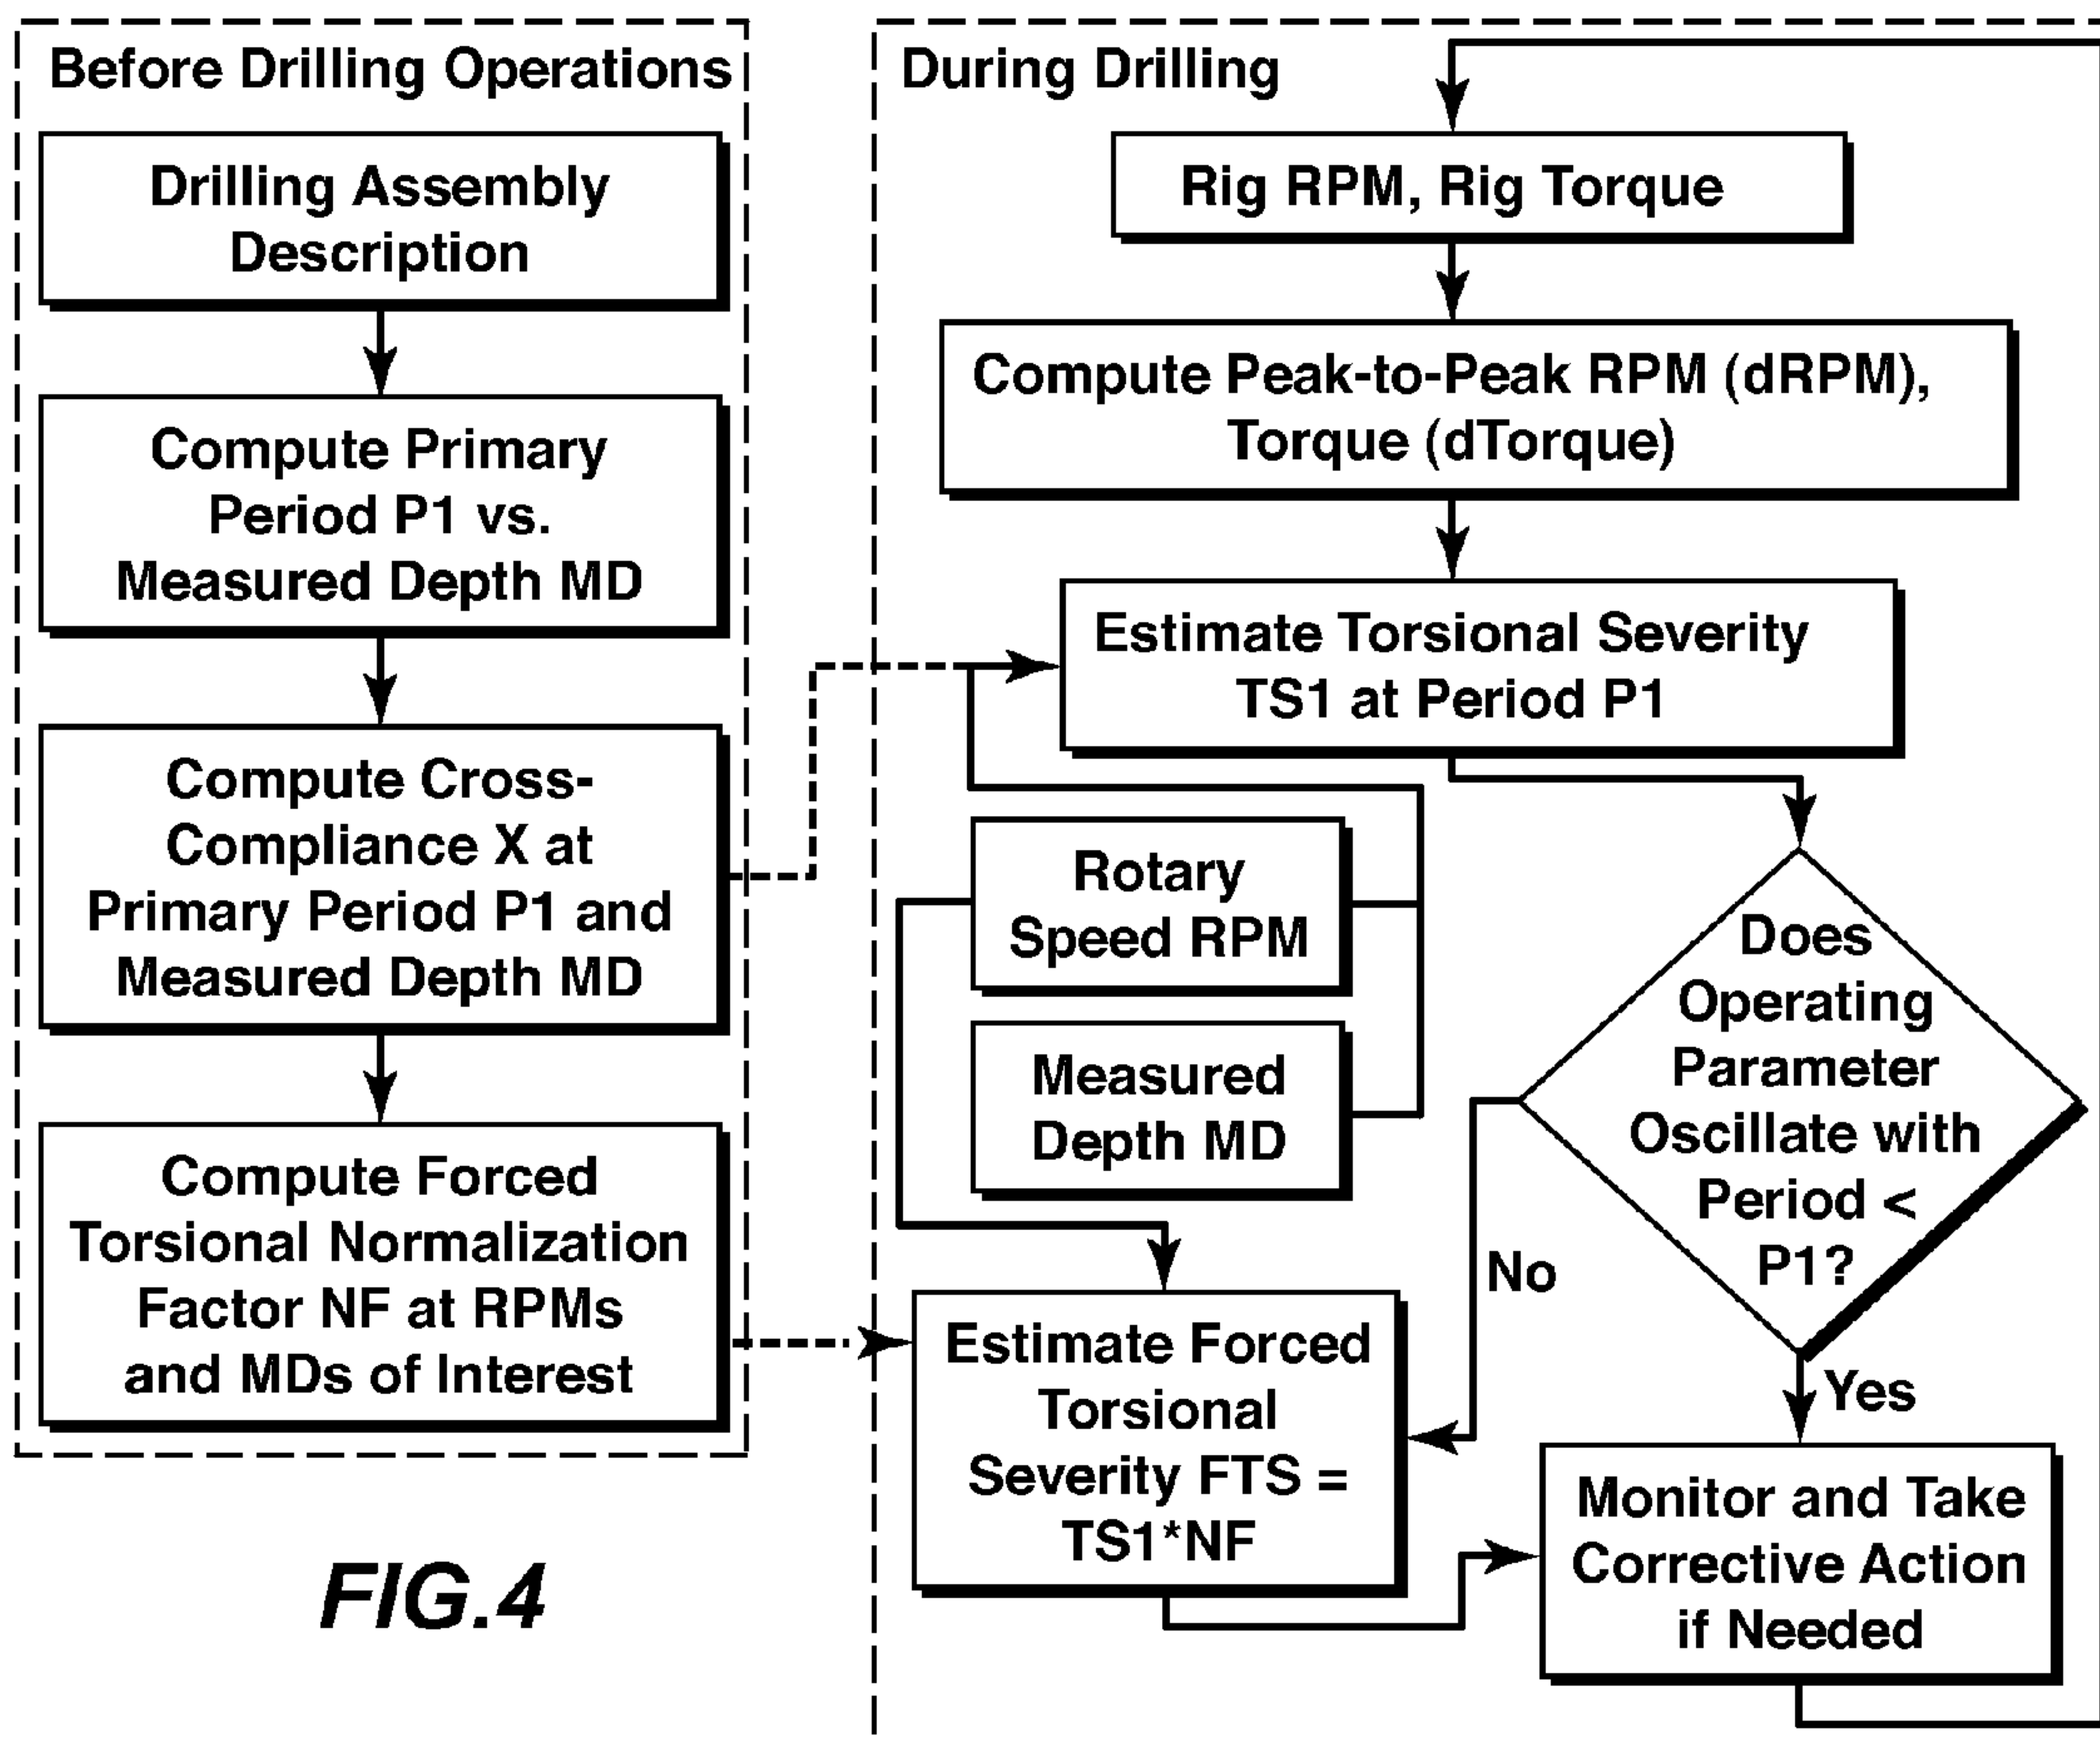 Before Drilling Operations
Drilling Assembly
Description
Compute Primary
Period P1 vs.
Measured Depth MD
Compute Cross-
Compliance X at
Primary Period P1 and
Measured Depth MD
Compute Forced
Torsional Normalization
Factor NF at RPMs
and MDs of Interest
During Drilling
Rig RPM, Rig Torque
Compute Peak-to-Peak RPM (dRPM),
Torque (dTorque)
Estimate Torsional Severity
TS1 at Period P1
Rotary
Speed RPM
Measured
Depth MD
Does
Operating
Parameter
Oscillate with
Period <
P1?
No
Yes
Estimate Forced
Torsional
Severity FTS =
TS1*NF
Monitor and Take
Corrective Action
if Needed
FIG.4